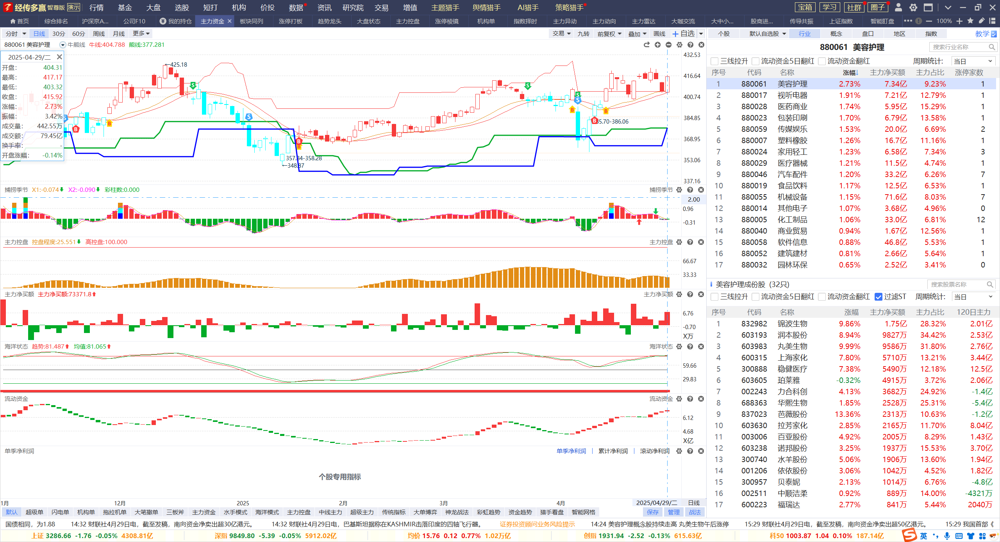 经传多赢 智尊版 演示 行情 基金 大盘 选股 短打 机构 价投 数据 资讯 研究院 交易 增值 主题猎手 舆情猎手 AI猎手 策略猎手 宝箱 学习 社群 圈子
首页 综合排名 沪深京A... 公司F10 我的持仓 主力资金 板块同列 涨停打板 趋势龙头 大盘状态 主力控盘 涨停棱镜 机构单 指数择时 主力异动 主力动向 主力雷达 大咖交流 大中小... 股商进... 传导共振 上证指数 智能盯盘 100%
分时 日线 30分 60分 周线 月线 更多 交易 九转 前复权 叠加 画线 自选
880061 美容护理 牛熊线 牛线:404.788 熊线:377.281
2025-04-29/二
开盘: 404.31
最高: 417.17
最低: 403.32
收盘: 415.92
涨幅: 2.73%
振幅: 3.42%
成交量: 442.55万
成交额: 79.45亿
换手率: -
开盘涨幅: -0.14%
425.18
357.84-358.28
348.87
35.70-386.06
432.53
416.64
400.74
384.85
368.95
353.06
337.16
捕捞季节 X1:-0.074 X2:-0.090 彩柱数:0.000 捕捞季节
2.00
0.96
-0.31
主力控盘 控盘程度:25.551 高控盘:100.000 主力控盘
66.67
33.33
主力净买额 主力净买额:73371.8 主力净买额
6.76
-0.70
X万
海洋状态 趋势:81.487 均值:81.065 海洋状态
59.66
29.83
流动资金 流动资金
6.12
4.68
X亿
单季净利润 单季净利润 累计净利润 滚动净利润
个股专用指标
1月 12月 2025 2月 3月 4月 2025/04/29/二 日线
默认 超级单 闪电单 机构单 拖拉机单 大笔撤单 三板斧 主力资金 水手模式 海洋模式 主力控盘 中线主力 超级主力 传统指标 大单博弈 神龙战法 彩虹趋势 资金趋势 猎手看盘 智能网格 保存 管理 战法
个股 默认自选股 行业 概念 盘口 地区 指数 教学
880061 美容护理 搜索行业名称
三线拉升 流动资金5日翻红 流动资金翻红 周期统计: 当日
序号 代码 名称 涨幅 主力净买额 主力占比 涨停家数
1 880061 美容护理 2.73% 7.34亿 9.23% 1
2 880017 视听电器 1.91% 7.21亿 12.79% 1
3 880028 医药商业 1.74% 5.95亿 15.29% 1
4 880023 包装印刷 1.70% 6.79亿 13.58% 1
5 880059 传媒娱乐 1.53% 20.0亿 6.69% 2
6 880007 塑料橡胶 1.26% 16.7亿 11.16% 1
7 880024 家用轻工 1.23% 6.58亿 7.34% 3
8 880029 医疗器械 1.21% 11.5亿 4.74% 1
9 880046 汽车配件 1.20% 33.2亿 6.26% 7
10 880019 食品饮料 1.17% 12.5亿 6.53% 1
11 880055 机械设备 1.15% 71.6亿 8.03% 7
12 880014 其他电子 1.07% 3.68亿 4.96% 0
13 880005 化工制品 1.06% 33.0亿 6.81% 12
14 880040 商业贸易 0.94% 1.67亿 12.56% 1
15 880058 软件信息 0.88% 46.8亿 5.53% 1
16 880052 建筑建材 0.81% 2.66亿 5.64% 1
17 880032 园林环保 0.65% 2.52亿 3.41% 0
美容护理成份股 (32只) 搜索股票名称
三线拉升 流动资金5日翻红 流动资金翻红 过滤ST 周期统计: 当日
序号 代码 名称 涨幅 主力净买额 主力占比 120日主力
1 832982 锦波生物 9.86% 1.75亿 28.32% 2.01亿
2 603193 润本股份 8.94% 9827万 34.42% 2.53亿
3 603983 丸美生物 9.99% 9586万 31.80% 2.76亿
4 600315 上海家化 7.80% 5710万 13.21% 3.44亿
5 300888 稳健医疗 7.38% 5490万 12.18% 12.5亿
6 603605 珀莱雅 -0.32% 4915万 3.72% 2.06亿
7 002243 力合科创 4.13% 3682万 24.92% -1.4亿
8 688363 华熙生物 1.85% 2528万 25.31% -5.4亿
9 837023 芭薇股份 13.36% 2313万 10.63% -1.2亿
10 603630 拉芳家化 2.85% 2165万 11.70% 8.04亿
11 003006 百亚股份 4.92% 2005万 8.29% 1.43亿
12 603238 诺邦股份 3.25% 1937万 15.53% 3.70亿
13 300740 水羊股份 5.06% 1906万 13.60% 1.94亿
14 001206 依依股份 3.06% 1042万 4.52% 1.82亿
15 300957 贝泰妮 2.13% 1014万 6.76% -4.8亿
16 002511 中顺洁柔 0.92% 889万 14.00% -4321万
17 600223 福瑞达 2.77% 841万 5.44% 2040万
国债相同，为1.88 14:32 财联社4月29日电，截至发稿，南向资金净卖出超30亿港元。 14:32 财联社4月29日电，巴基斯坦据称在KASHMIR击落印度的四轴飞行器。 证券投资顾问业务风险提示 14:24 美容护理概念股持续走高 丸美生物午后涨停 15:29 财联社4月29日电，截至发稿，南向资金净卖出超50亿港元。 15:29 我国首部《
上证 3286.66 -1.76 -0.05% 4308.81亿 深指 9849.80 -5.39 -0.05% 5912.02亿 均价 15.76 0.12 0.77% 1.02万亿 创指 1931.94 -2.52 -0.13% 615.63亿 科50 1003.87 1.04 0.10% 187.14亿 英